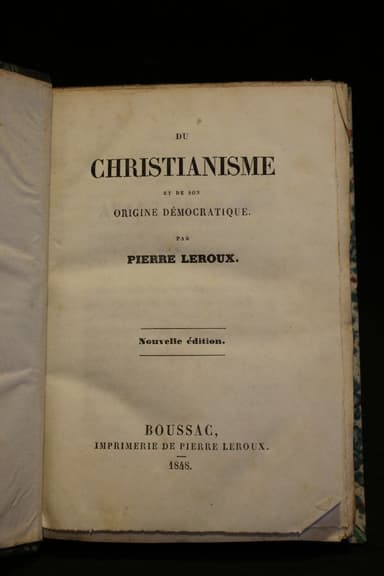 DU
CHRISTIANISME
ET DE SON
ORIGINE DÉMOCRATIQUE.
PAR
PIERRE LEROUX.
Nouvelle édition.
BOUSSAC,
IMPRIMERIE DE PIERRE LEROUX.
1848.